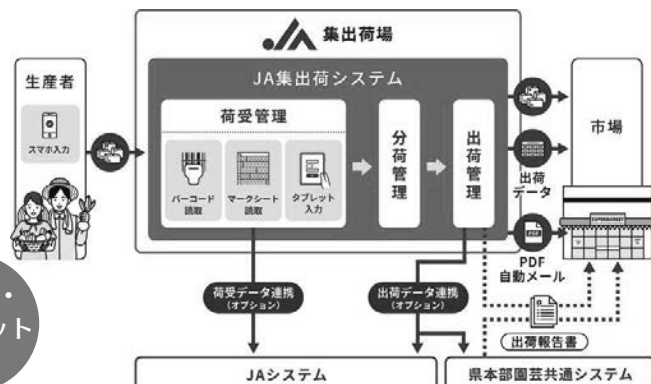 JA 集出荷場
JA集出荷システム
生産者
スマホ入力
荷受管理
バーコード
読取
マークシート
読取
タブレット
入力
分荷管理
出荷管理
市場
出荷
データ
SUPERMARKET
PDF
PDF
自動メール
荷受データ連携
(オプション)
出荷データ連携
(オプション)
出荷報告書
・
ット
JAシステム
県本部園芸共通システム